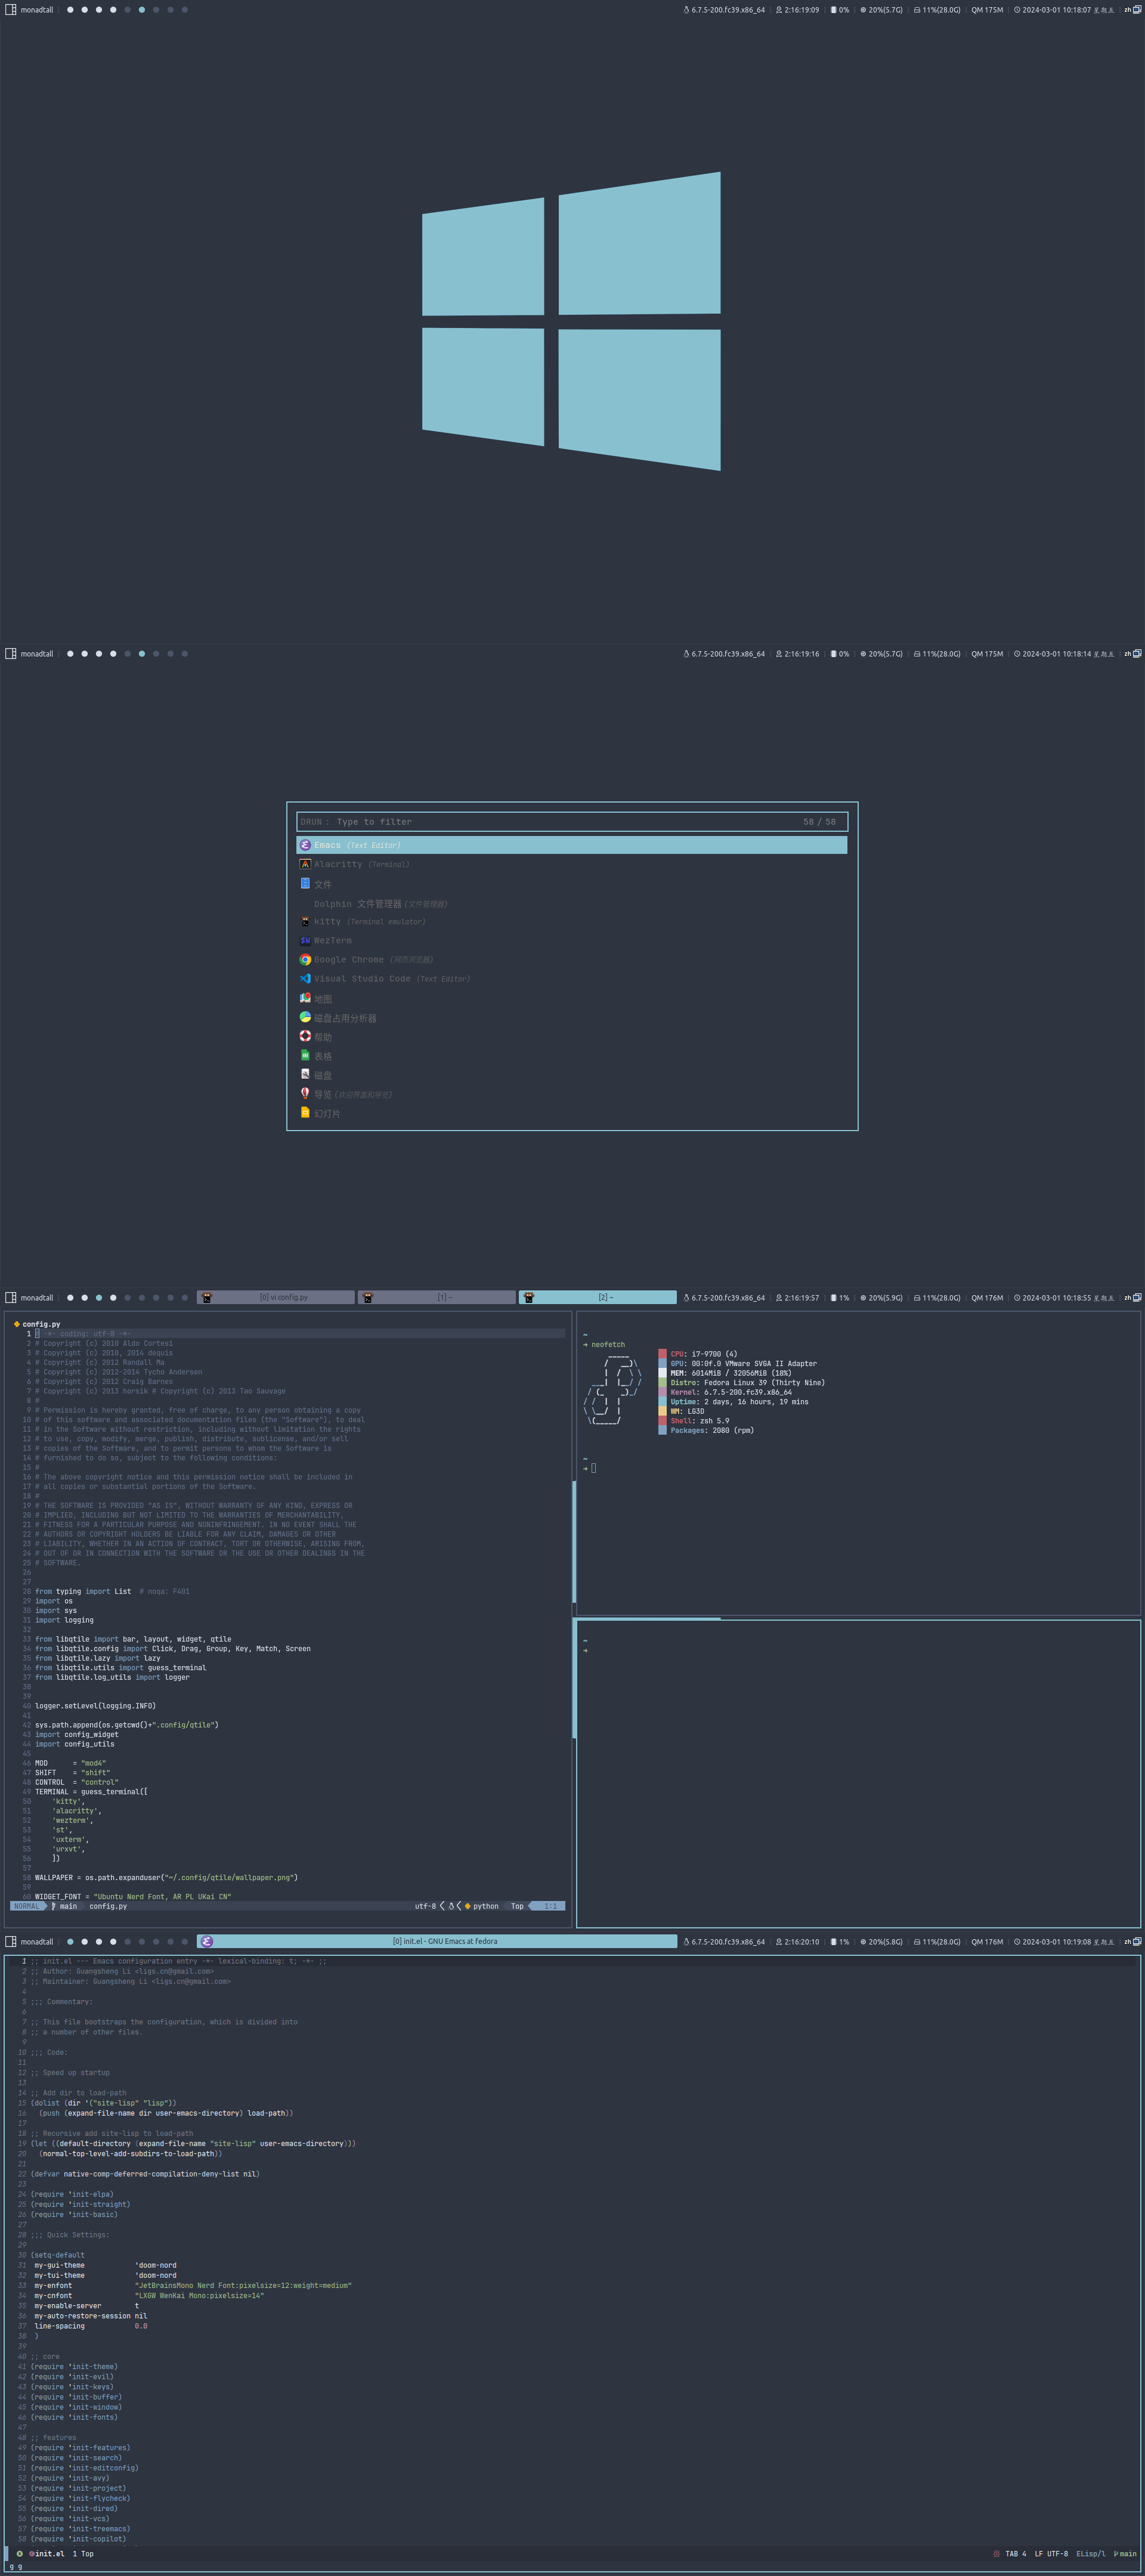 monadtall 6.7.5-200.fc39.x86_64 2:16:19:09 0% 20%(5.7G) 11%(28.0G) QM 175M 2024-03-01 10:18:07 星期五 zh
monadtall 6.7.5-200.fc39.x86_64 2:16:19:16 0% 20%(5.7G) 11%(28.0G) QM 175M 2024-03-01 10:18:14 星期五 zh
DRUN : Type to filter 58 / 58
Emacs (Text Editor)
Alacritty (Terminal)
文件
Dolphin 文件管理器 (文件管理器)
kitty (Terminal emulator)
WezTerm
Google Chrome (网页浏览器)
Visual Studio Code (Text Editor)
地图
磁盘占用分析器
帮助
表格
磁盘
导览 (欢迎界面和导览)
幻灯片
monadtall [0] vi config.py [1] ~ [2] ~ 6.7.5-200.fc39.x86_64 2:16:19:57 1% 20%(5.9G) 11%(28.0G) QM 176M 2024-03-01 10:18:55 星期五 zh
config.py
1 # -*- coding: utf-8 -*-
2 # Copyright (c) 2010 Aldo Cortesi
3 # Copyright (c) 2010, 2014 dequis
4 # Copyright (c) 2012 Randall Ma
5 # Copyright (c) 2012-2014 Tycho Andersen
6 # Copyright (c) 2012 Craig Barnes
7 # Copyright (c) 2013 horsik # Copyright (c) 2013 Tao Sauvage
8 #
9 # Permission is hereby granted, free of charge, to any person obtaining a copy
10 # of this software and associated documentation files (the "Software"), to deal
11 # in the Software without restriction, including without limitation the rights
12 # to use, copy, modify, merge, publish, distribute, sublicense, and/or sell
13 # copies of the Software, and to permit persons to whom the Software is
14 # furnished to do so, subject to the following conditions:
15 #
16 # The above copyright notice and this permission notice shall be included in
17 # all copies or substantial portions of the Software.
18 #
19 # THE SOFTWARE IS PROVIDED "AS IS", WITHOUT WARRANTY OF ANY KIND, EXPRESS OR
20 # IMPLIED, INCLUDING BUT NOT LIMITED TO THE WARRANTIES OF MERCHANTABILITY,
21 # FITNESS FOR A PARTICULAR PURPOSE AND NONINFRINGEMENT. IN NO EVENT SHALL THE
22 # AUTHORS OR COPYRIGHT HOLDERS BE LIABLE FOR ANY CLAIM, DAMAGES OR OTHER
23 # LIABILITY, WHETHER IN AN ACTION OF CONTRACT, TORT OR OTHERWISE, ARISING FROM,
24 # OUT OF OR IN CONNECTION WITH THE SOFTWARE OR THE USE OR OTHER DEALINGS IN THE
25 # SOFTWARE.
26
27
28 from typing import List  # noqa: F401
29 import os
30 import sys
31 import logging
32
33 from libqtile import bar, layout, widget, qtile
34 from libqtile.config import Click, Drag, Group, Key, Match, Screen
35 from libqtile.lazy import lazy
36 from libqtile.utils import guess_terminal
37 from libqtile.log_utils import logger
38
39
40 logger.setLevel(logging.INFO)
41
42 sys.path.append(os.getcwd()+".config/qtile")
43 import config_widget
44 import config_utils
45
46 MOD      = "mod4"
47 SHIFT    = "shift"
48 CONTROL  = "control"
49 TERMINAL = guess_terminal([
50     'kitty',
51     'alacritty',
52     'wezterm',
53     'st',
54     'uxterm',
55     'urxvt',
56     ])
57
58 WALLPAPER = os.path.expanduser("~/.config/qtile/wallpaper.png")
59
60 WIDGET_FONT = "Ubuntu Nerd Font, AR PL UKai CN"
NORMAL main config.py utf-8 python Top 1:1
~
➜ neofetch
CPU: i7-9700 (4)
GPU: 00:0f.0 VMware SVGA II Adapter
MEM: 6014MiB / 32056MiB (18%)
Distro: Fedora Linux 39 (Thirty Nine)
Kernel: 6.7.5-200.fc39.x86_64
Uptime: 2 days, 16 hours, 19 mins
WM: LG3D
Shell: zsh 5.9
Packages: 2080 (rpm)
~
➜
~
➜
monadtall [0] init.el - GNU Emacs at fedora 6.7.5-200.fc39.x86_64 2:16:20:10 1% 20%(5.8G) 11%(28.0G) QM 176M 2024-03-01 10:19:08 星期五 zh
1 ;; init.el --- Emacs configuration entry -*- lexical-binding: t; -*- ;;
2 ;; Author: Guangsheng Li <ligs.cn@gmail.com>
3 ;; Maintainer: Guangsheng Li <ligs.cn@gmail.com>
4
5 ;;; Commentary:
6
7 ;; This file bootstraps the configuration, which is divided into
8 ;; a number of other files.
9
10 ;;; Code:
11
12 ;; Speed up startup
13
14 ;; Add dir to load-path
15 (dolist (dir '("site-lisp" "lisp"))
16   (push (expand-file-name dir user-emacs-directory) load-path))
17
18 ;; Recursive add site-lisp to load-path
19 (let ((default-directory (expand-file-name "site-lisp" user-emacs-directory)))
20   (normal-top-level-add-subdirs-to-load-path))
21
22 (defvar native-comp-deferred-compilation-deny-list nil)
23
24 (require 'init-elpa)
25 (require 'init-straight)
26 (require 'init-basic)
27
28 ;;; Quick Settings:
29
30 (setq-default
31  my-gui-theme            'doom-nord
32  my-tui-theme            'doom-nord
33  my-enfont               "JetBrainsMono Nerd Font:pixelsize=12:weight=medium"
34  my-cnfont               "LXGW WenKai Mono:pixelsize=14"
35  my-enable-server        t
36  my-auto-restore-session nil
37  line-spacing            0.0
38  )
39
40 ;; core
41 (require 'init-theme)
42 (require 'init-evil)
43 (require 'init-keys)
44 (require 'init-buffer)
45 (require 'init-window)
46 (require 'init-fonts)
47
48 ;; features
49 (require 'init-features)
50 (require 'init-search)
51 (require 'init-editconfig)
52 (require 'init-avy)
53 (require 'init-project)
54 (require 'init-flycheck)
55 (require 'init-dired)
56 (require 'init-vcs)
57 (require 'init-treemacs)
58 (require 'init-copilot)
init.el 1 Top TAB 4 LF UTF-8 ELisp/l main
g g